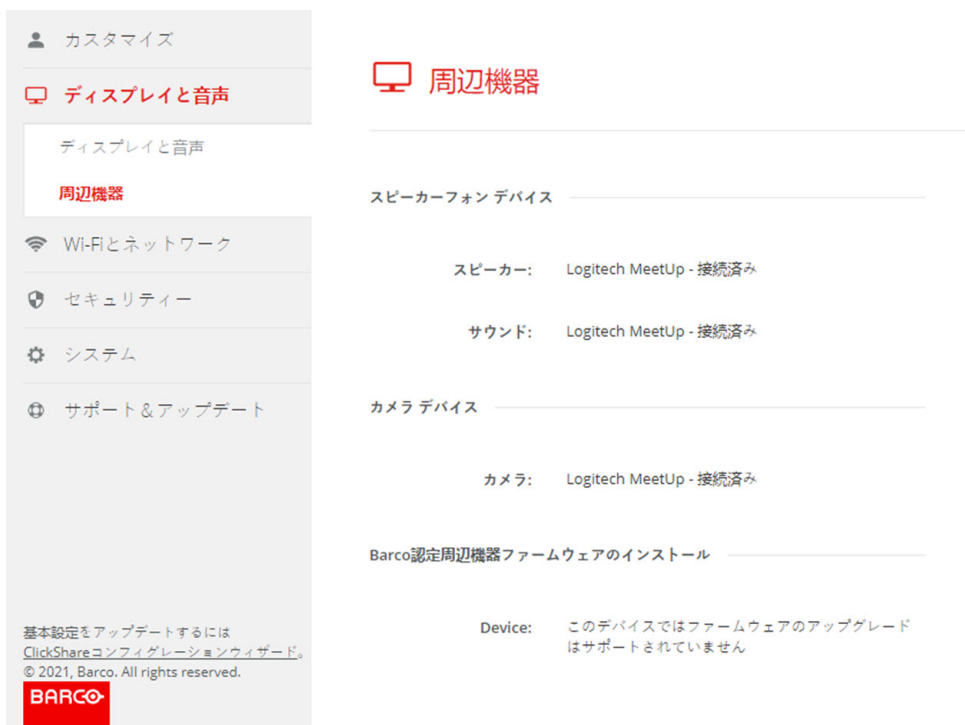 カスタマイズ
ディスプレイと音声
ディスプレイと音声
周辺機器
Wi-Fiとネットワーク
セキュリティー
システム
サポート＆アップデート
基本設定をアップデートするには
ClickShareコンフィグレーションウィザード。
© 2021, Barco. All rights reserved.
BARCO
周辺機器
スピーカーフォン デバイス
スピーカー: Logitech MeetUp - 接続済み
サウンド: Logitech MeetUp - 接続済み
カメラ デバイス
カメラ: Logitech MeetUp - 接続済み
Barco認定周辺機器ファームウェアのインストール
Device: このデバイスではファームウェアのアップグレード
はサポートされていません